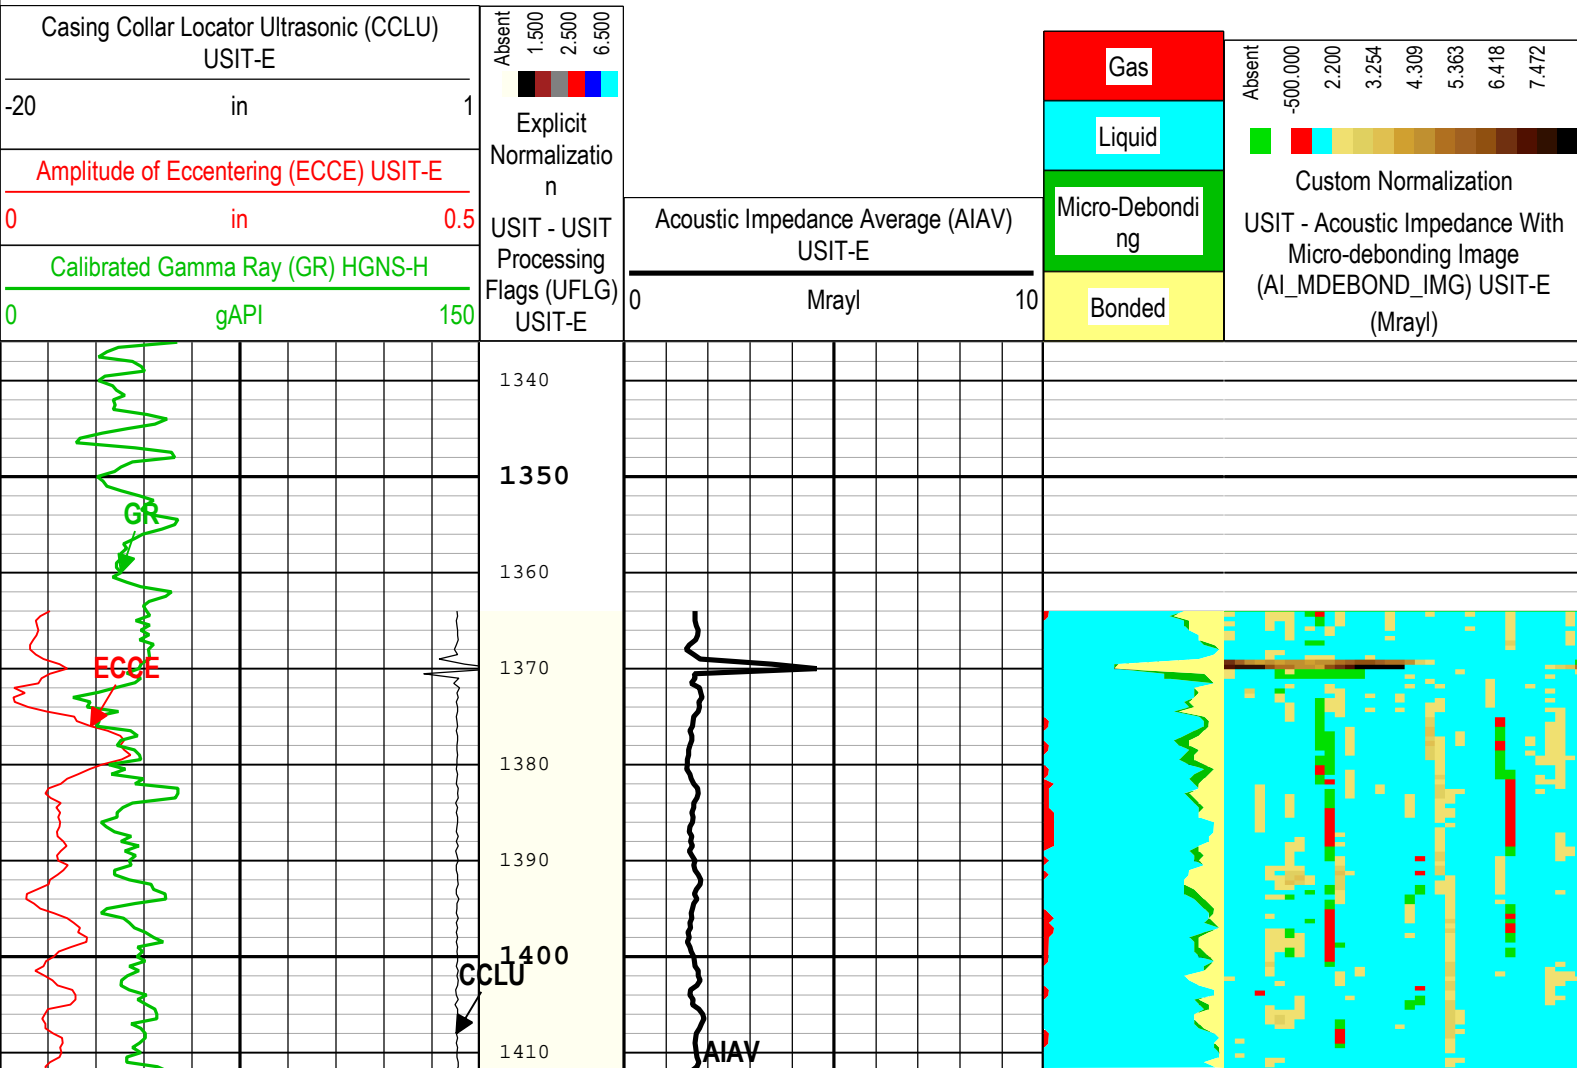 Casing Collar Locator Ultrasonic (CCLU)
USIT-E
-20 in 1
Amplitude of Eccentering (ECCE) USIT-E
0 in 0.5
Calibrated Gamma Ray (GR) HGNS-H
0 gAPI 150
Absent
1.500
2.500
6.500
Explicit
Normalizatio
n
USIT - USIT
Processing
Flags (UFLG)
USIT-E
Acoustic Impedance Average (AIAV)
USIT-E
0 Mrayl 10
Gas
Liquid
Micro-Debondi
ng
Bonded
Absent
-500.000
2.200
3.254
4.309
5.363
6.418
7.472
Custom Normalization
USIT - Acoustic Impedance With
Micro-debonding Image
(AI_MDEBOND_IMG) USIT-E
(Mrayl)
1340
1350
GR
1360
ECCE
1370
1380
1390
1400
CCLU
1410
AIAV